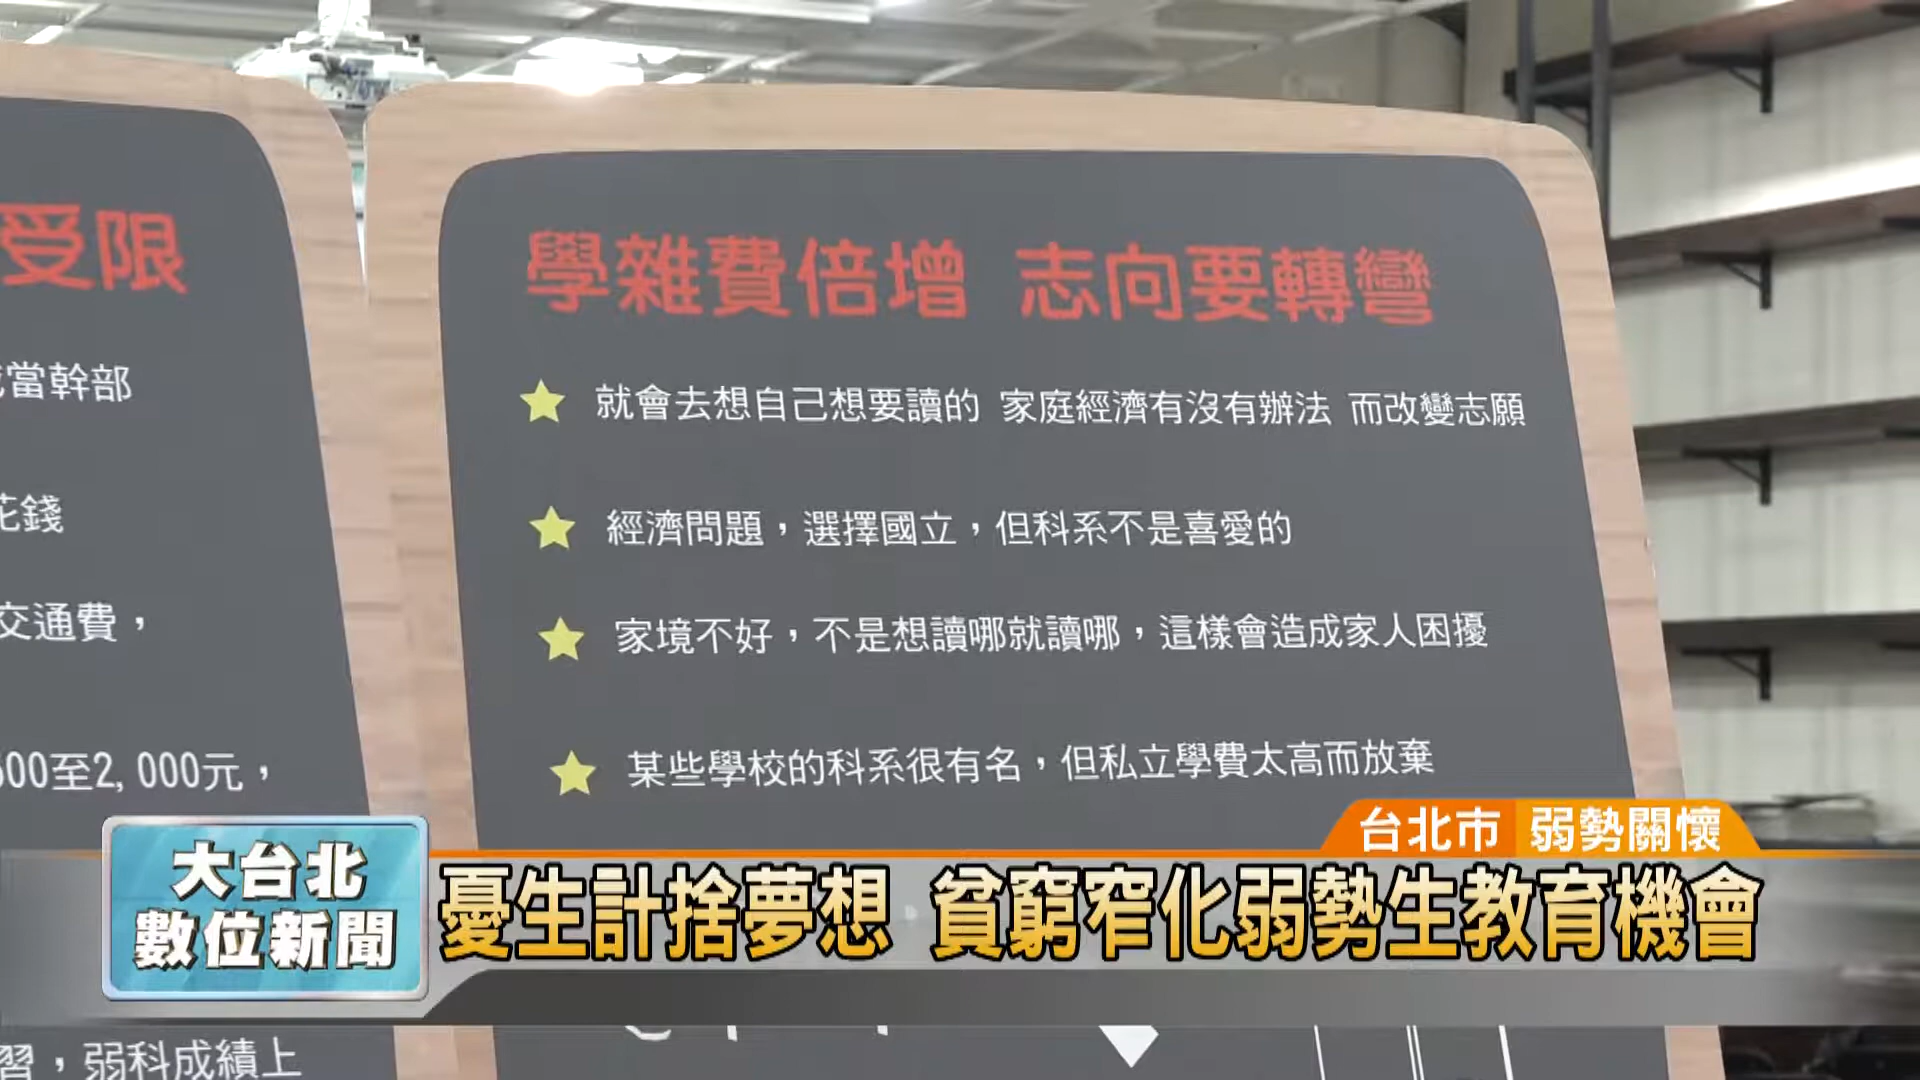 受限
當幹部
花錢
交通費，
600至2,000元，
習，弱科成績上
學雜費倍增 志向要轉彎
就會去想自己想要讀的 家庭經濟有沒有辦法 而改變志願
經濟問題，選擇國立，但科系不是喜愛的
家境不好，不是想讀哪就讀哪，這樣會造成家人困擾
某些學校的科系很有名，但私立學費太高而放棄
台北市 弱勢關懷
大台北
數位新聞
憂生計捨夢想 貧窮窄化弱勢生教育機會